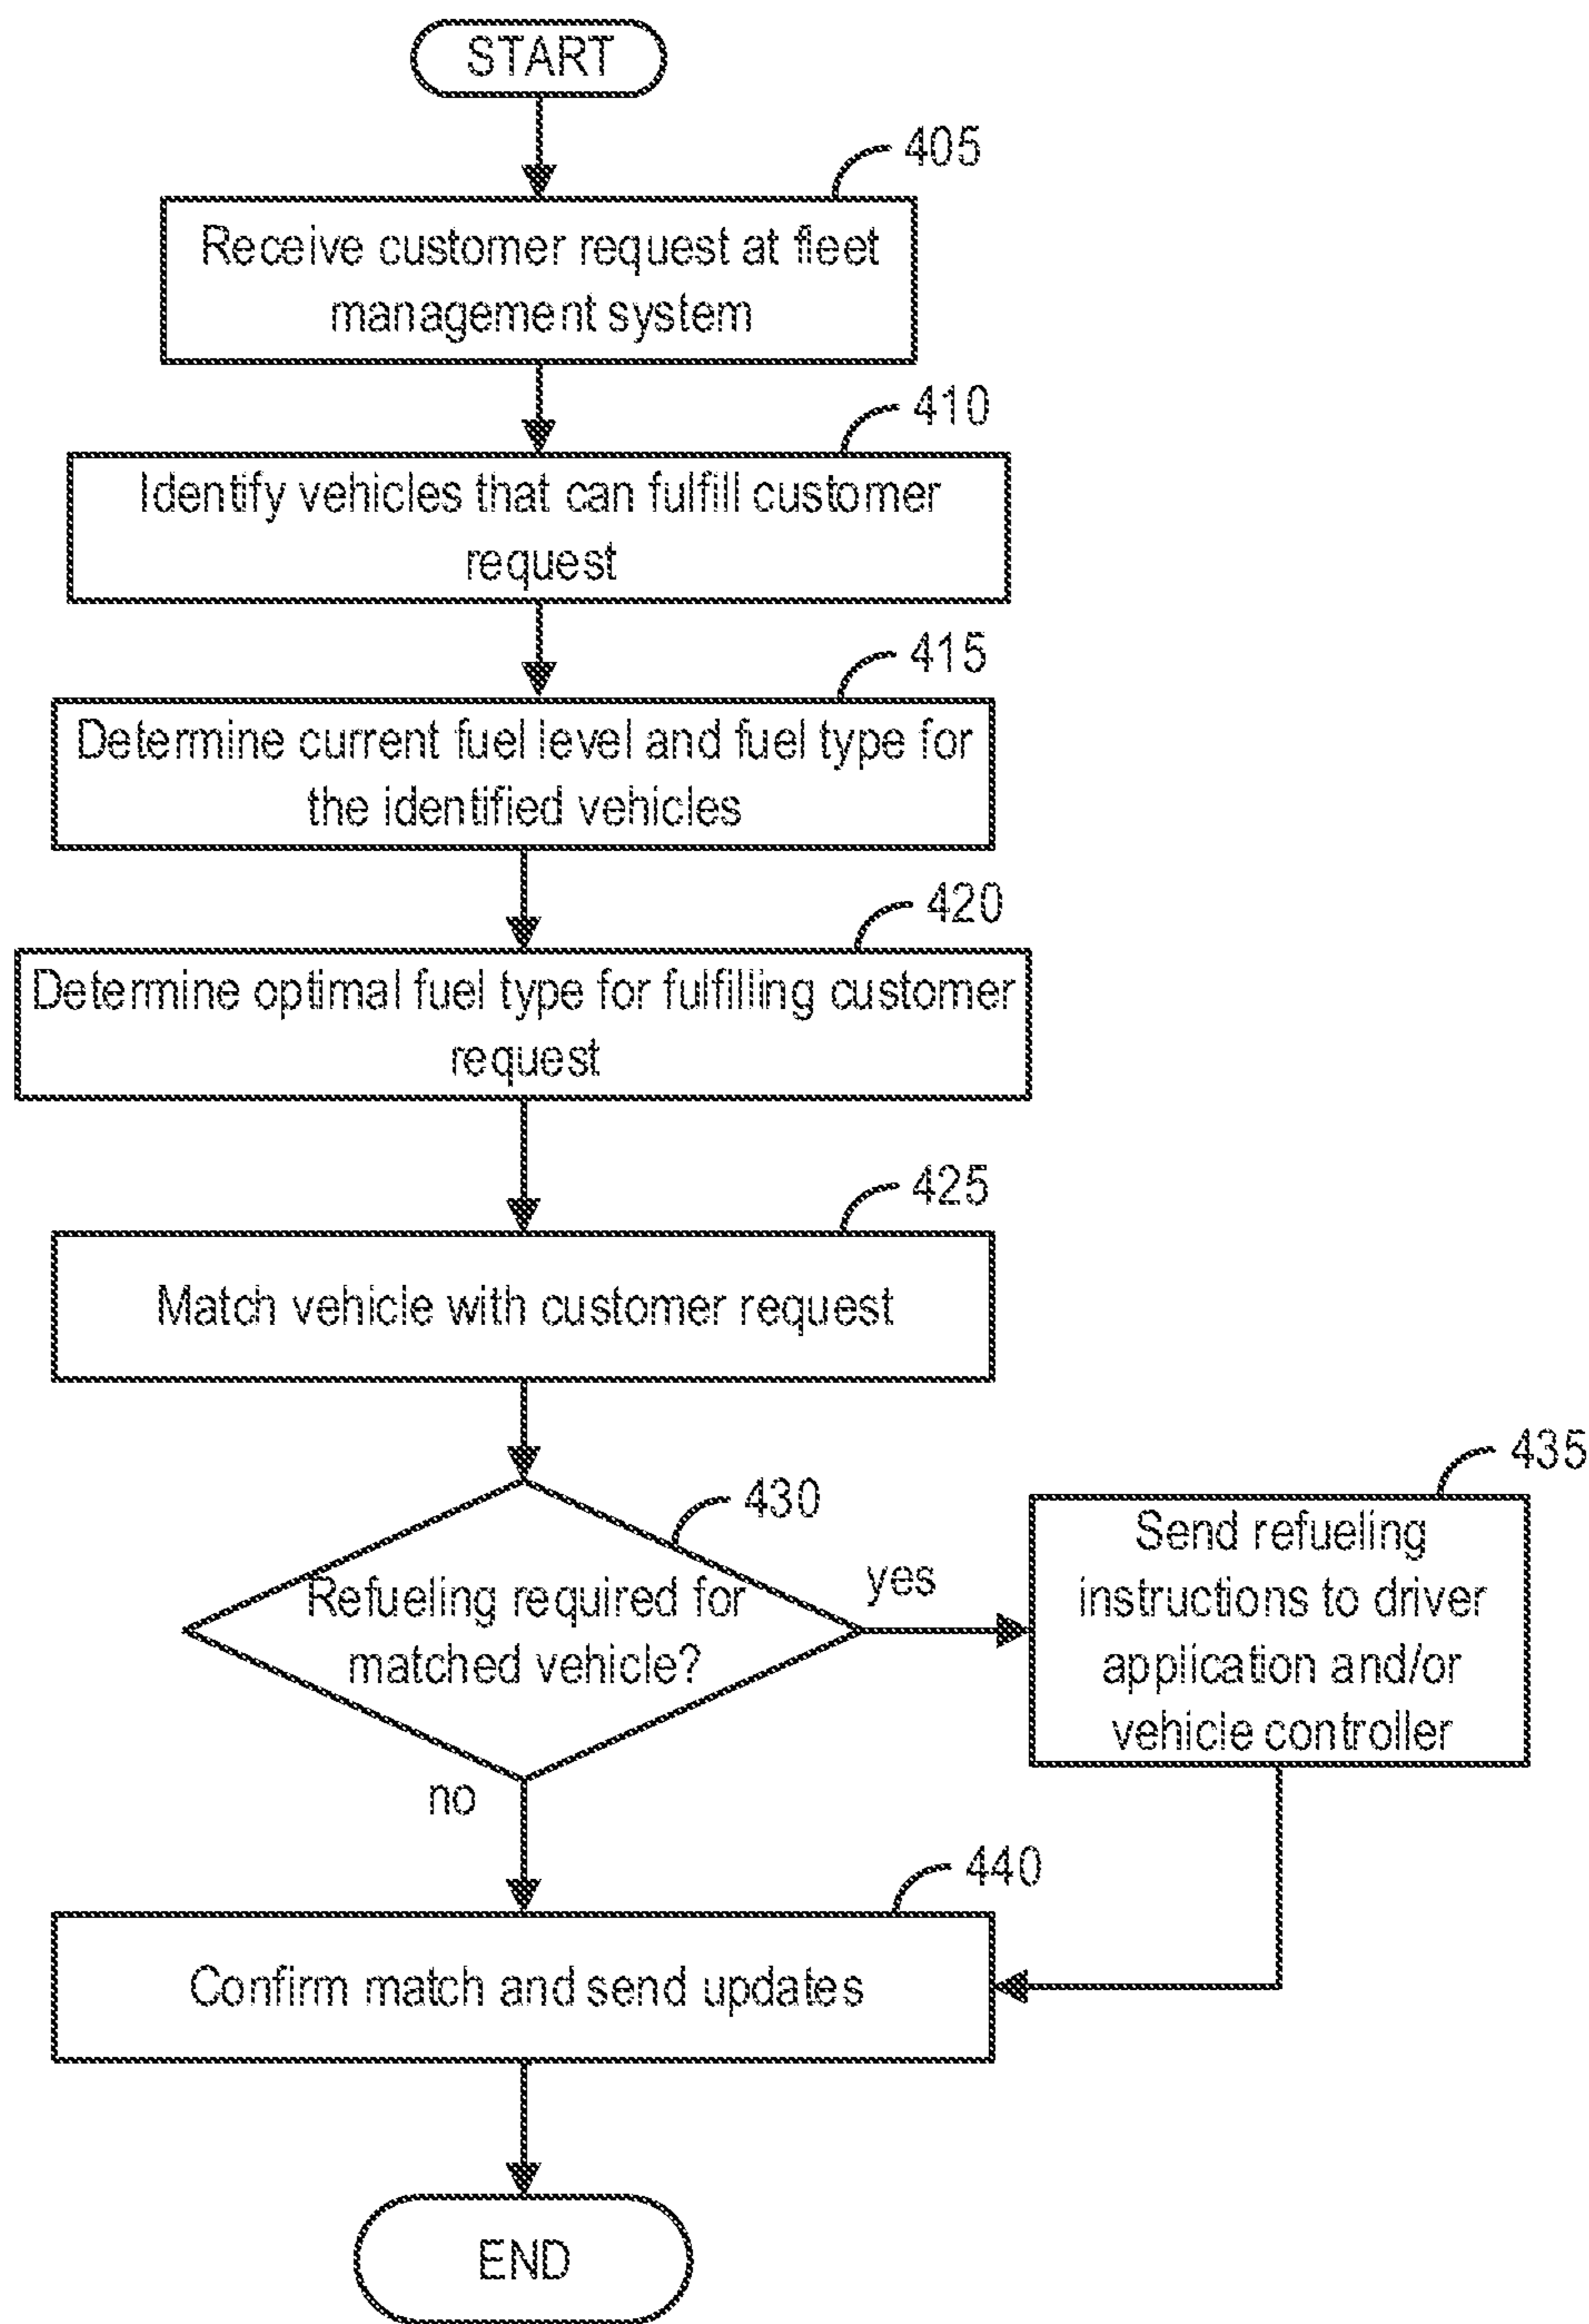 START
405
Receive customer request at fleet
management system
410
Identify vehicles that can fulfill customer
request
415
Determine current fuel level and fuel type for
the identified vehicles
420
Determine optimal fuel type for fulfilling customer
request
425
Match vehicle with customer request
430
Refueling required for
matched vehicle?
yes
no
435
Send refueling
instructions to driver
application and/or
vehicle controller
440
Confirm match and send updates
END